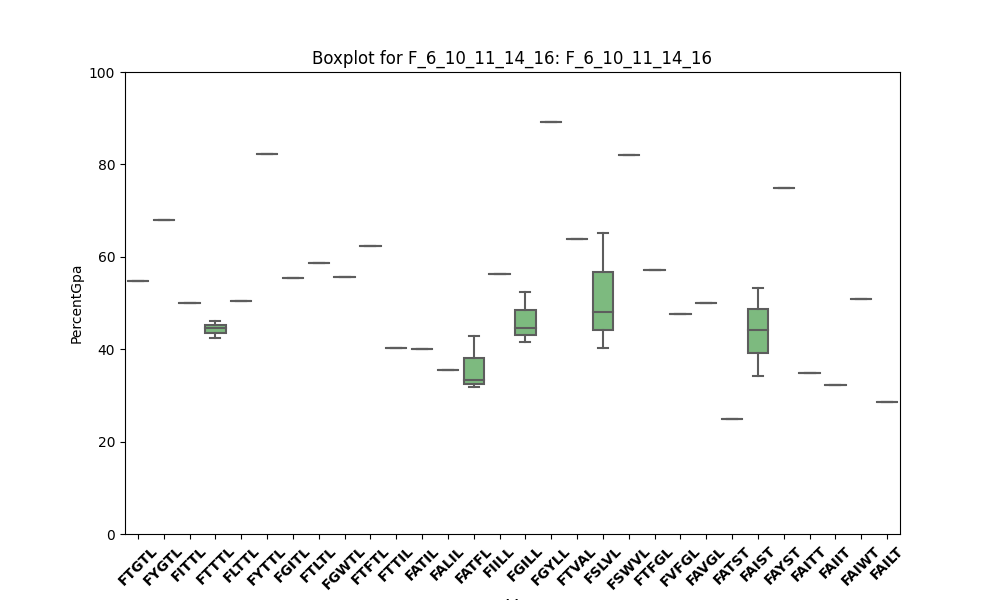 Boxplot for F_6_10_11_14_16: F_6_10_11_14_16
PercentGpa
100
80
60
40
20
0
FTGTL
FYGTL
FITTL
FTTTL
FLTTL
FYTTL
FGITL
FTLTL
FGWTL
FTFTL
FTTIL
FATIL
FALIL
FATFL
FIILL
FGILL
FGYLL
FTVAL
FSLVL
FSWVL
FTFGL
FVFGL
FAVGL
FATST
FAIST
FAYST
FAITT
FAIIT
FAIWT
FAILT